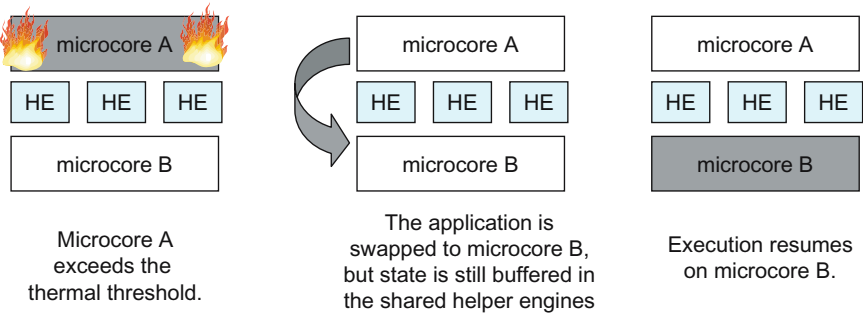 microcore A
HE HE HE
microcore B
Microcore A
exceeds the
thermal threshold.
microcore A
HE HE HE
microcore B
The application is
swapped to microcore B,
but state is still buffered in
the shared helper engines
microcore A
HE HE HE
microcore B
Execution resumes
on microcore B.